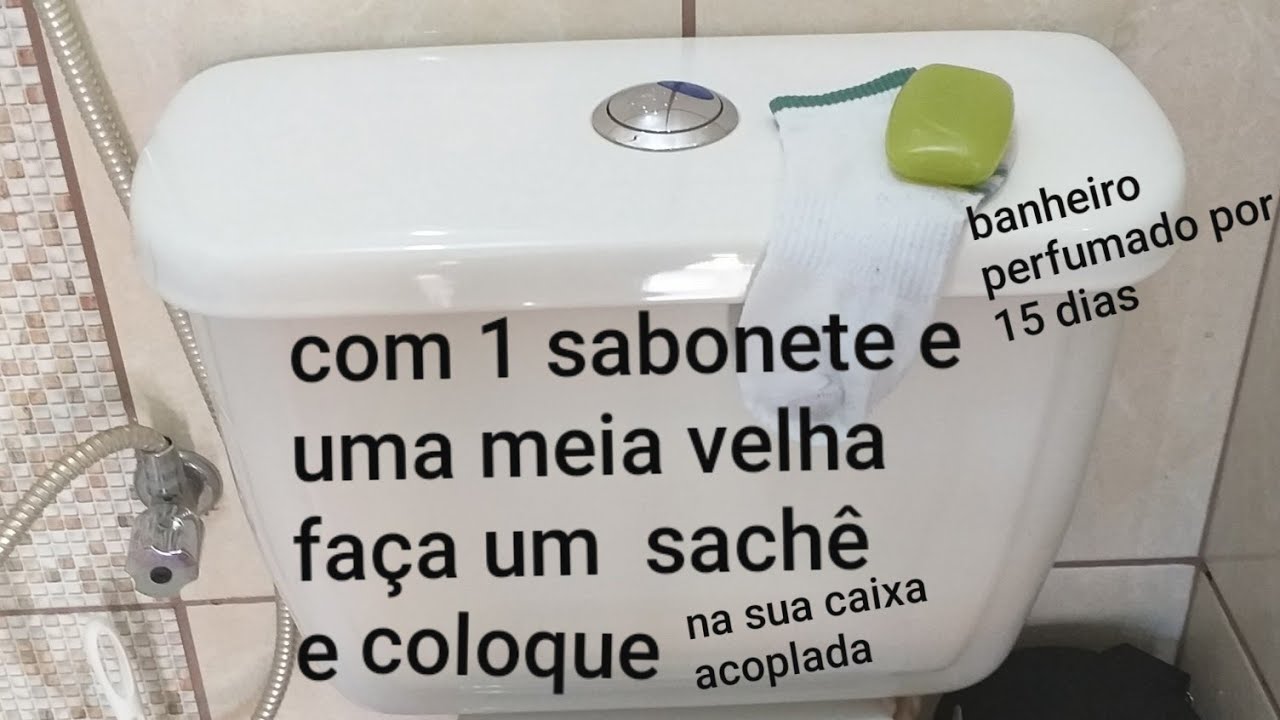 com 1 sabonete e
uma meia velha
faça um sachê
e coloque
na sua caixa
acoplada
banheiro
perfumado por
15 dias